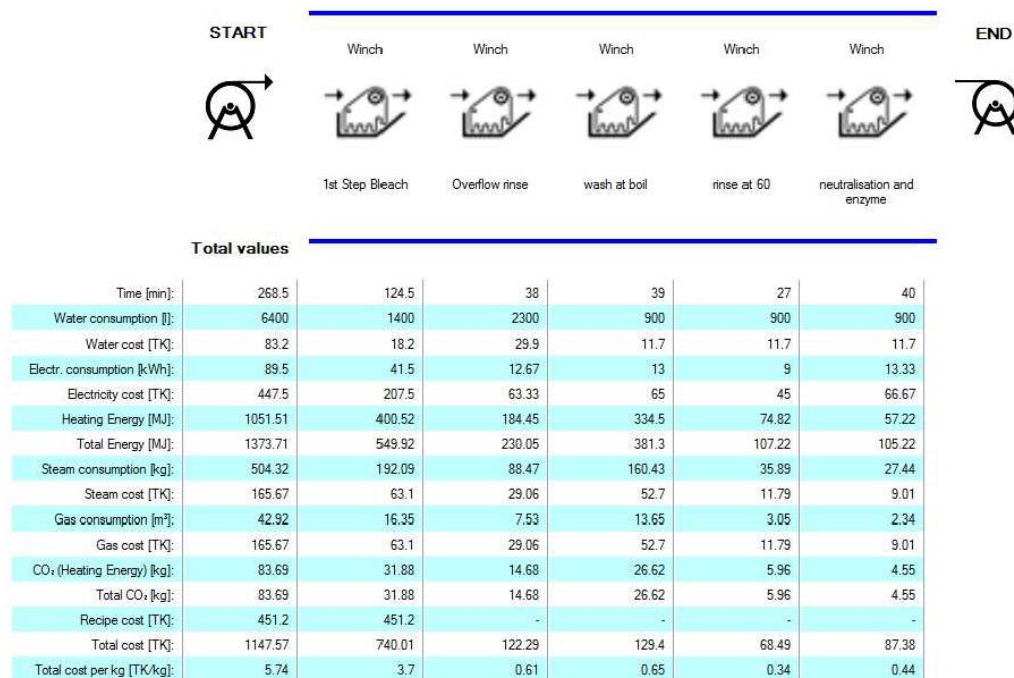 START
END
Winch Winch Winch Winch Winch
1st Step Bleach Overflow rinse wash at boil rinse at 60 neutralisation and
enzyme
Total values
Time [min]: 268.5 124.5 38 39 27 40
Water consumption [l]: 6400 1400 2300 900 900 900
Water cost [TK]: 83.2 18.2 29.9 11.7 11.7 11.7
Electr. consumption [kWh]: 89.5 41.5 12.67 13 9 13.33
Electricity cost [TK]: 447.5 207.5 63.33 65 45 66.67
Heating Energy [MJ]: 1051.51 400.52 184.45 334.5 74.82 57.22
Total Energy [MJ]: 1373.71 549.92 230.05 381.3 107.22 105.22
Steam consumption [kg]: 504.32 192.09 88.47 160.43 35.89 27.44
Steam cost [TK]: 165.67 63.1 29.06 52.7 11.79 9.01
Gas consumption [m³]: 42.92 16.35 7.53 13.65 3.05 2.34
Gas cost [TK]: 165.67 63.1 29.06 52.7 11.79 9.01
CO₂ (Heating Energy) [kg]: 83.69 31.88 14.68 26.62 5.96 4.55
Total CO₂ [kg]: 83.69 31.88 14.68 26.62 5.96 4.55
Recipe cost [TK]: 451.2 451.2 - - - -
Total cost [TK]: 1147.57 740.01 122.29 129.4 68.49 87.38
Total cost per kg [TK/kg]: 5.74 3.7 0.61 0.65 0.34 0.44